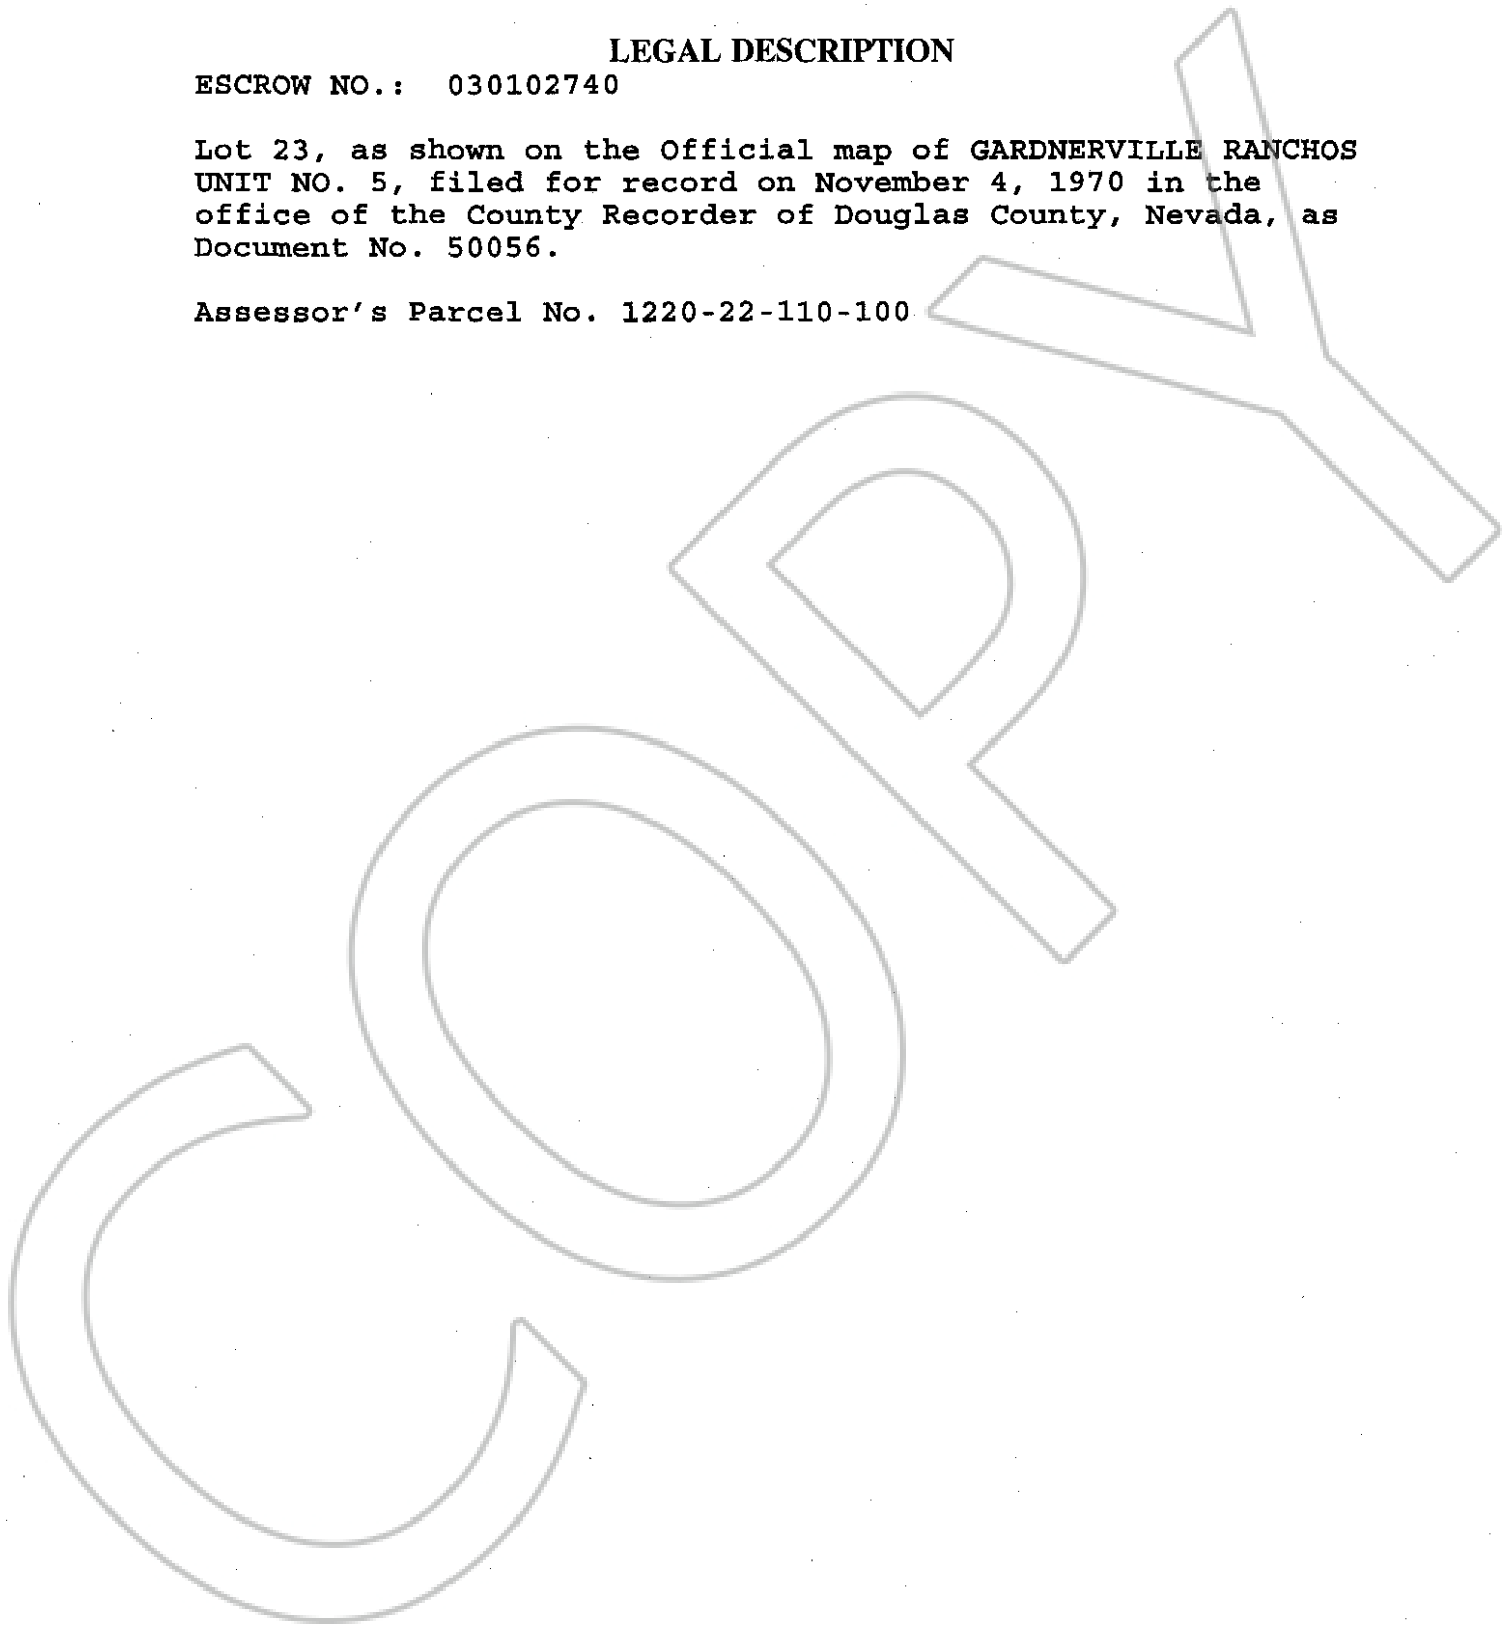 LEGAL DESCRIPTION
ESCROW NO.: 030102740
Lot 23, as shown on the Official map of GARDNERVILLE RANCHOS
UNIT NO. 5, filed for record on November 4, 1970 in the
office of the County Recorder of Douglas County, Nevada, as
Document No. 50056.
Assessor's Parcel No. 1220-22-110-100
COPY